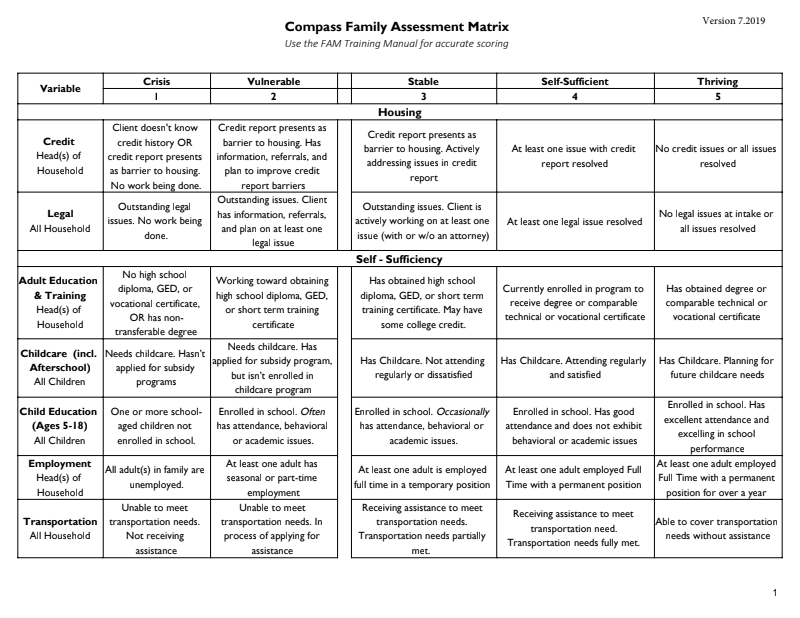 Version 7.2019
Compass Family Assessment Matrix
Use the FAM Training Manual for accurate scoring
Variable
Crisis
Vulnerable
Stable
Self-Sufficient
Thriving
1
2
3
4
5
Housing
Credit
Head(s) of
Household
Client doesn't know
credit history OR
credit report presents
as barrier to housing.
No work being done.
Credit report presents as
barrier to housing. Has
information, referrals, and
plan to improve credit
report barriers
Credit report presents as
barrier to housing. Actively
addressing issues in credit
report
At least one issue with credit
report resolved
No credit issues or all issues
resolved
Legal
All Household
Outstanding legal
issues. No work being
done.
Outstanding issues. Client
has information, referrals,
and plan on at least one
legal issue
Outstanding issues. Client is
actively working on at least one
issue (with or w/o an attorney)
At least one legal issue resolved
No legal issues at intake or
all issues resolved
Self - Sufficiency
Adult Education
& Training
Head(s) of
Household
No high school
diploma, GED, or
vocational certificate,
OR has non-
transferable degree
Working toward obtaining
high school diploma, GED,
or short term training
certificate
Has obtained high school
diploma, GED, or short term
training certificate. May have
some college credit.
Currently enrolled in program to
receive degree or comparable
technical or vocational certificate
Has obtained degree or
comparable technical or
vocational certificate
Childcare (incl.
Afterschool)
All Children
Needs childcare. Hasn't
applied for subsidy
programs
Needs childcare. Has
applied for subsidy program,
but isn't enrolled in
childcare program
Has Childcare. Not attending
regularly or dissatisfied
Has Childcare. Attending regularly
and satisfied
Has Childcare. Planning for
future childcare needs
Child Education
(Ages 5-18)
All Children
One or more school-
aged children not
enrolled in school.
Enrolled in school. Often
has attendance, behavioral
or academic issues.
Enrolled in school. Occasionally
has attendance, behavioral or
academic issues.
Enrolled in school. Has good
attendance and does not exhibit
behavioral or academic issues
Enrolled in school. Has
excellent attendance and
excelling in school
performance
Employment
Head(s) of
Household
All adult(s) in family are
unemployed.
At least one adult has
seasonal or part-time
employment
At least one adult is employed
full time in a temporary position
At least one adult employed Full
Time with a permanent position
At least one adult employed
Full Time with a permanent
position for over a year
Transportation
All Household
Unable to meet
transportation needs.
Not receiving
assistance
Unable to meet
transportation needs. In
process of applying for
assistance
Receiving assistance to meet
transportation needs.
Transportation needs partially
met.
Receiving assistance to meet
transportation need.
Transportation needs fully met.
Able to cover transportation
needs without assistance
1